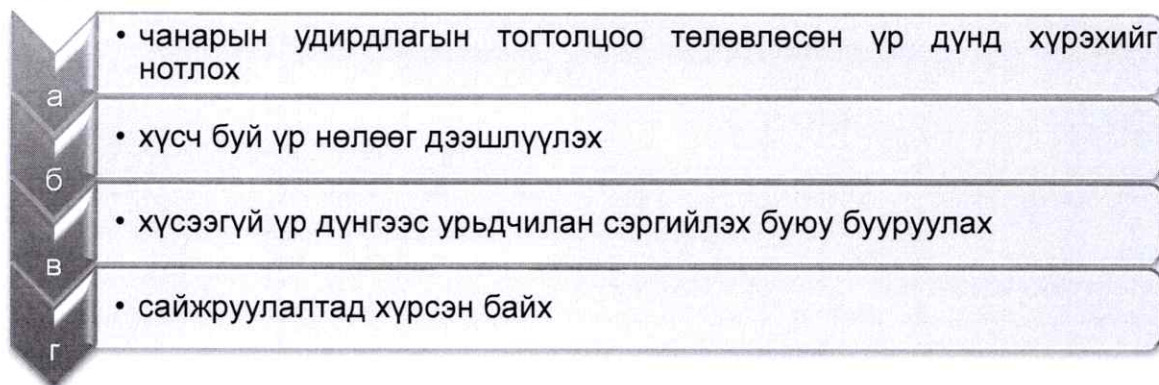 • чанарын удирдлагын тогтолцоо төлөвлөсөн үр дүнд хүрэхийг
нотлох
а
• хүсч буй үр нөлөөг дээшлүүлэх
б
• хүсээгүй үр дүнгээс урьдчилан сэргийлэх буюу бууруулах
в
• сайжруулалтад хүрсэн байх
г